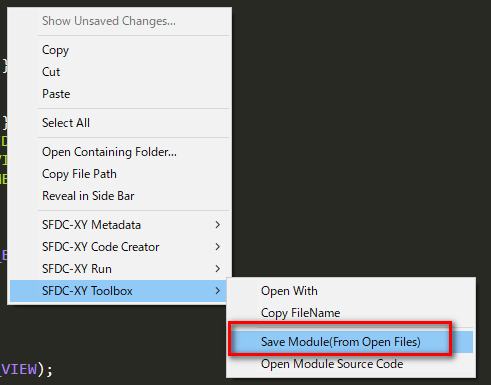 Show Unsaved Changes...
}
Copy
Cut
Paste
}
Select All
Open Containing Folder...
Copy File Path
Reveal in Side Bar
SFDC-XY Metadata
SFDC-XY Code Creator
SFDC-XY Run
SFDC-XY Toolbox
Open With
Copy FileName
Save Module(From Open Files)
Open Module Source Code
_VIEW);